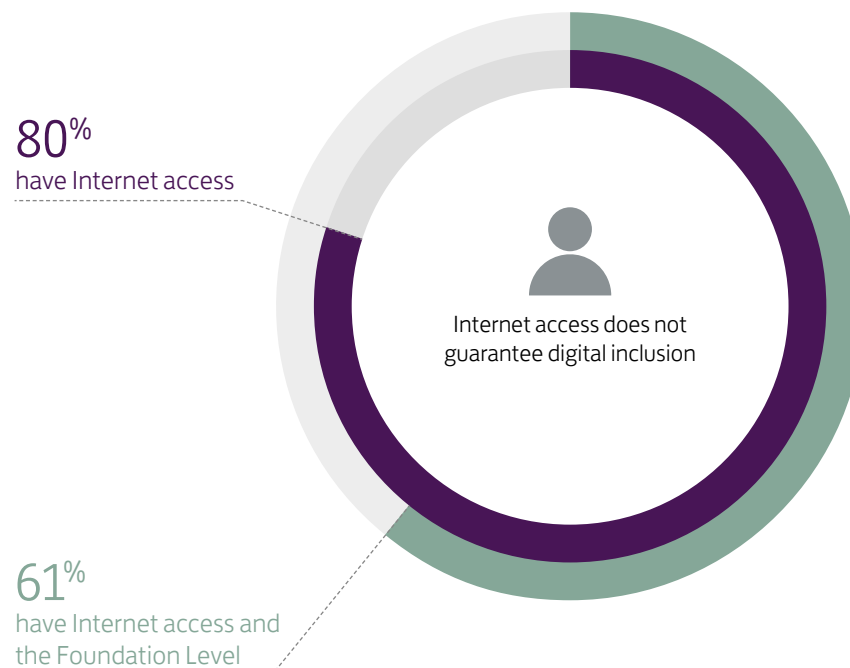 80%
have Internet access
Internet access does not
guarantee digital inclusion
61%
have Internet access and
the Foundation Level